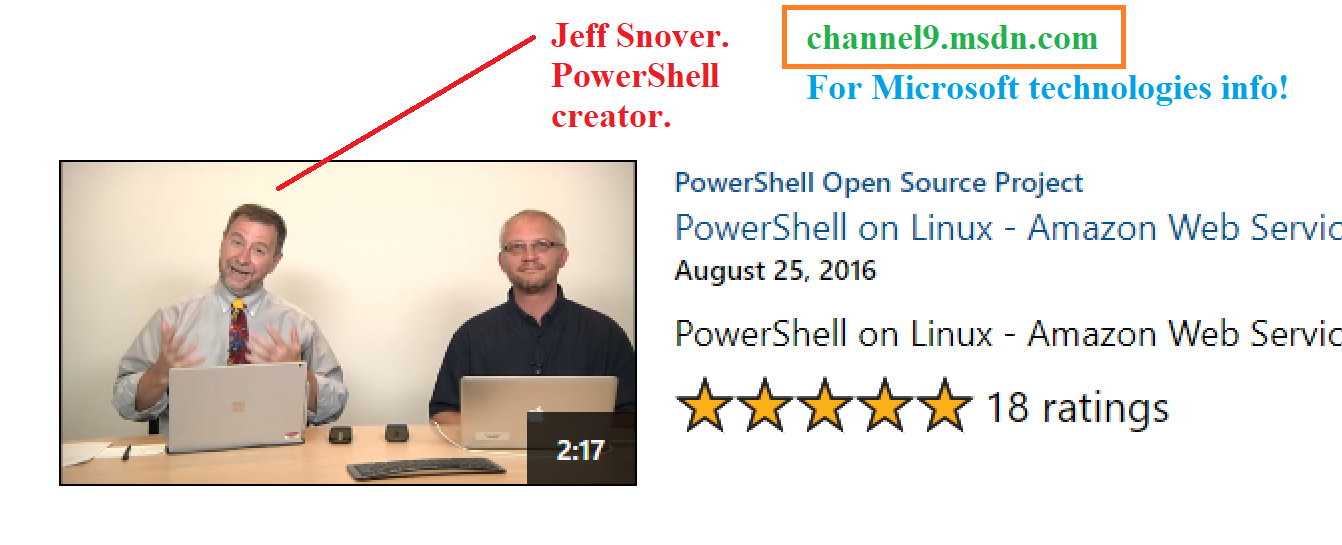 Jeff Snover.
PowerShell
creator.
channel9.msdn.com
For Microsoft technologies info!
PowerShell Open Source Project
PowerShell on Linux - Amazon Web Servic
August 25, 2016
PowerShell on Linux - Amazon Web Servic
18 ratings
2:17